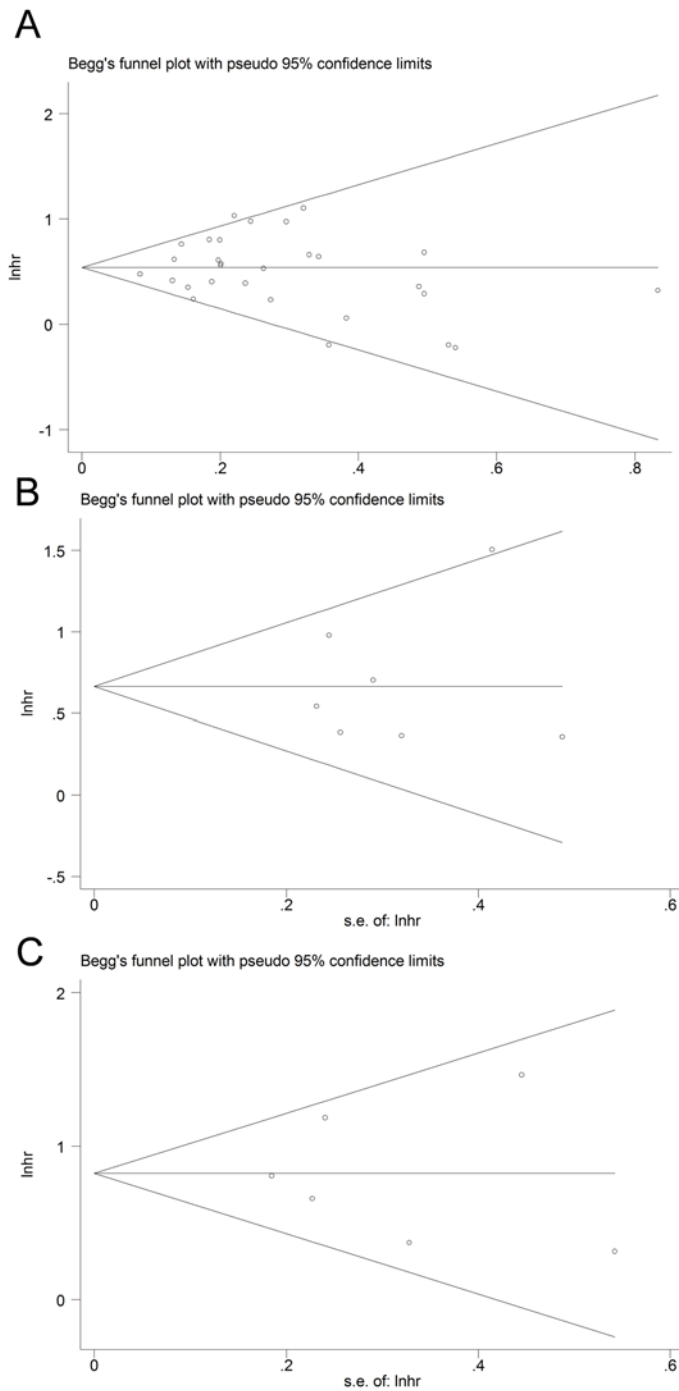 A
Begg's funnel plot with pseudo 95% confidence limits
2
1
0
-1
lnhr
0 .2 .4 .6 .8
B
Begg's funnel plot with pseudo 95% confidence limits
1.5
1
.5
0
-.5
lnhr
0 .2 .4 .6
s.e. of: lnhr
C
Begg's funnel plot with pseudo 95% confidence limits
2
1
0
lnhr
0 .2 .4 .6
s.e. of: lnhr